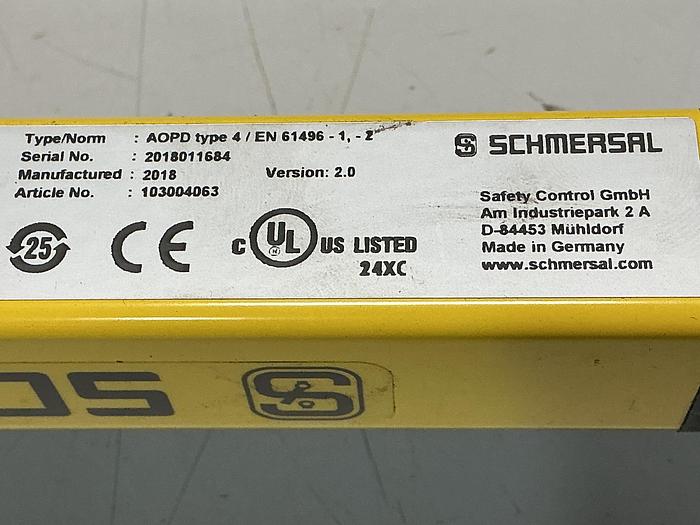 Type/Norm : AOPD type 4 / EN 61496 - 1, - 2
Serial No. : 2018011684
Manufactured : 2018 Version: 2.0
Article No. : 103004063
SCHMERSAL
Safety Control GmbH
Am Industriepark 2 A
D-84453 Mühldorf
Made in Germany
www.schmersal.com
25
CE
C UL US LISTED
24XC
SC